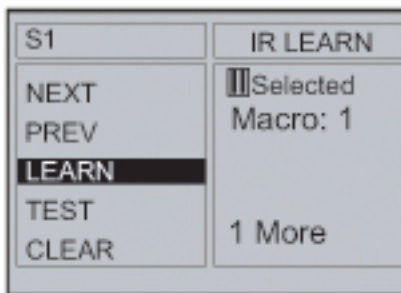 S1
IR LEARN
NEXT
PREV
LEARN
TEST
CLEAR
Selected
Macro: 1
1 More